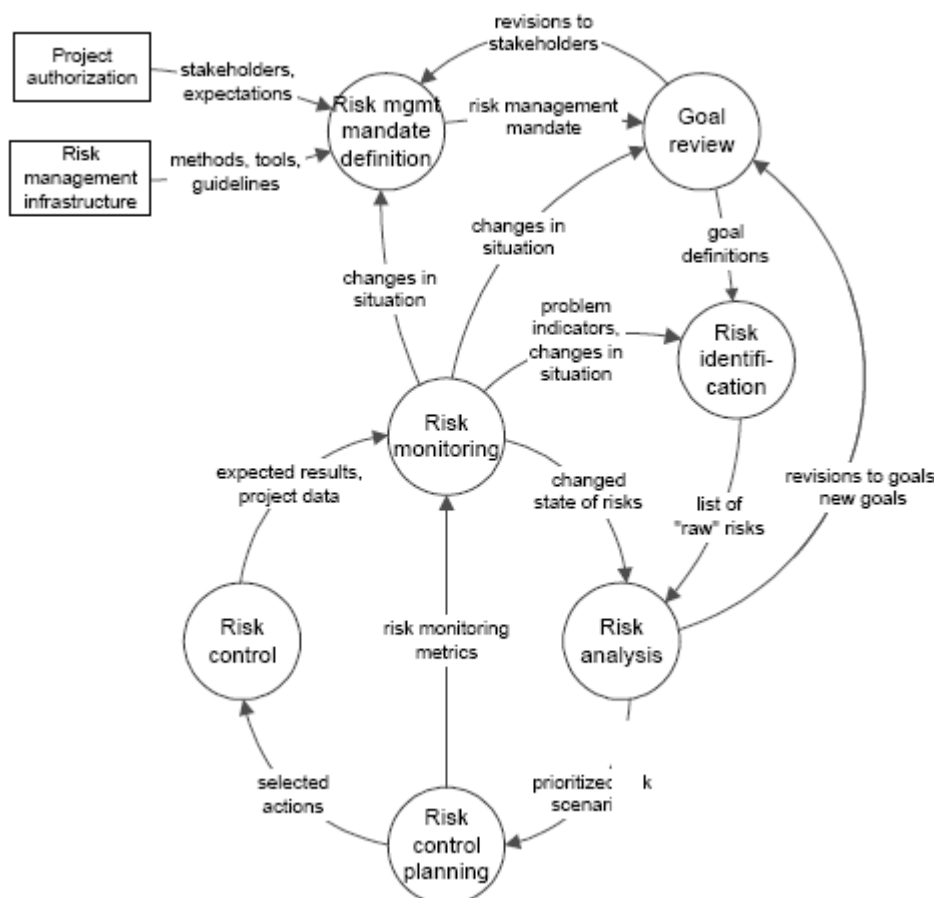 Project
authorization
stakeholders,
expectations
revisions to
stakeholders
Risk mgmt
mandate
definition
risk management
mandate
Goal
review
Risk
management
infrastructure
methods, tools,
guidelines
changes in
situation
changes in
situation
goal
definitions
problem
indicators,
changes in
situation
Risk
identifi-
cation
Risk
monitoring
expected results,
project data
changed
state of risks
list of
"raw" risks
revisions to goals
new goals
Risk
control
risk monitoring
metrics
Risk
analysis
selected
actions
Risk
control
planning